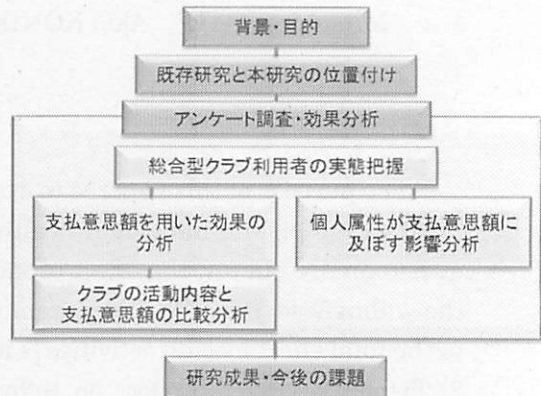 背景・目的
既存研究と本研究の位置付け
アンケート調査・効果分析
総合型クラブ利用者の実態把握
支払意思額を用いた効果の
分析
個人属性が支払意思額に
及ぼす影響分析
クラブの活動内容と
支払意思額の比較分析
研究成果・今後の課題